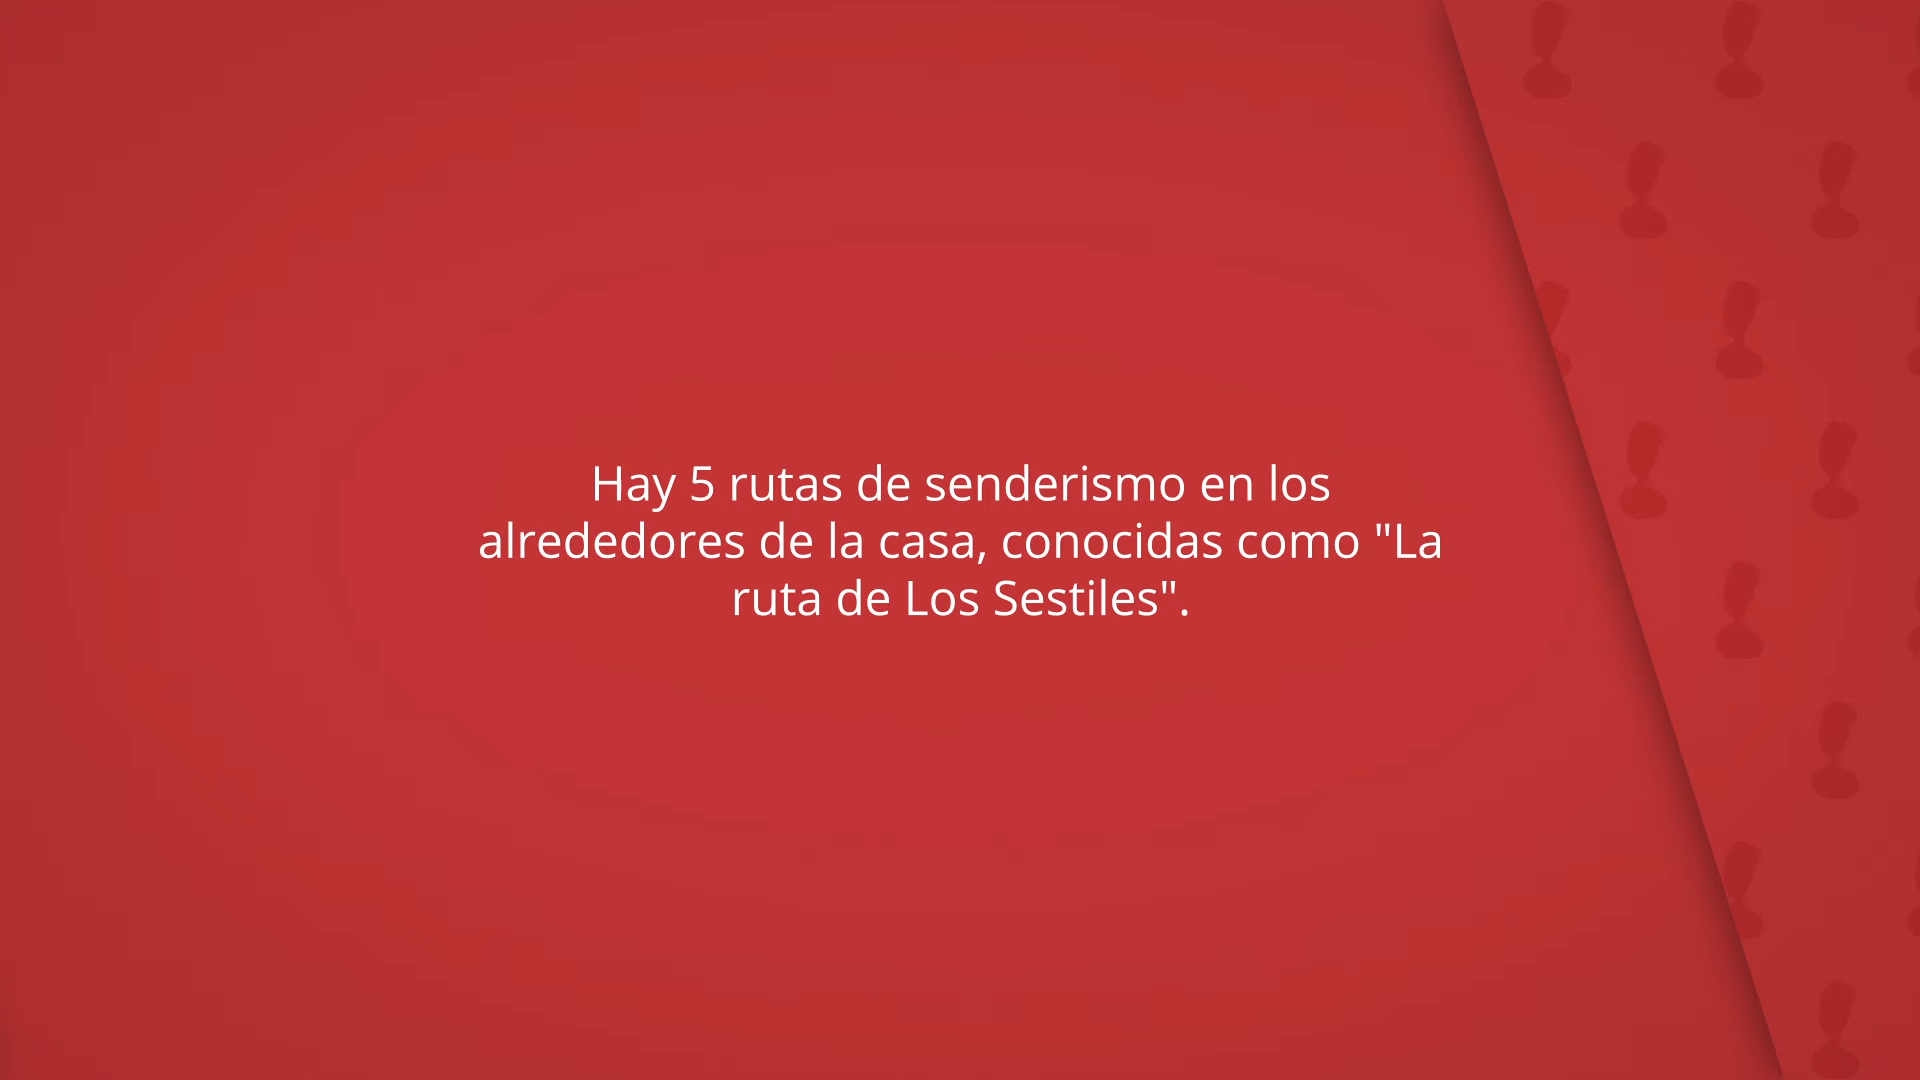 Hay 5 rutas de senderismo en los
alrededores de la casa, conocidas como "La
ruta de Los Sestiles".